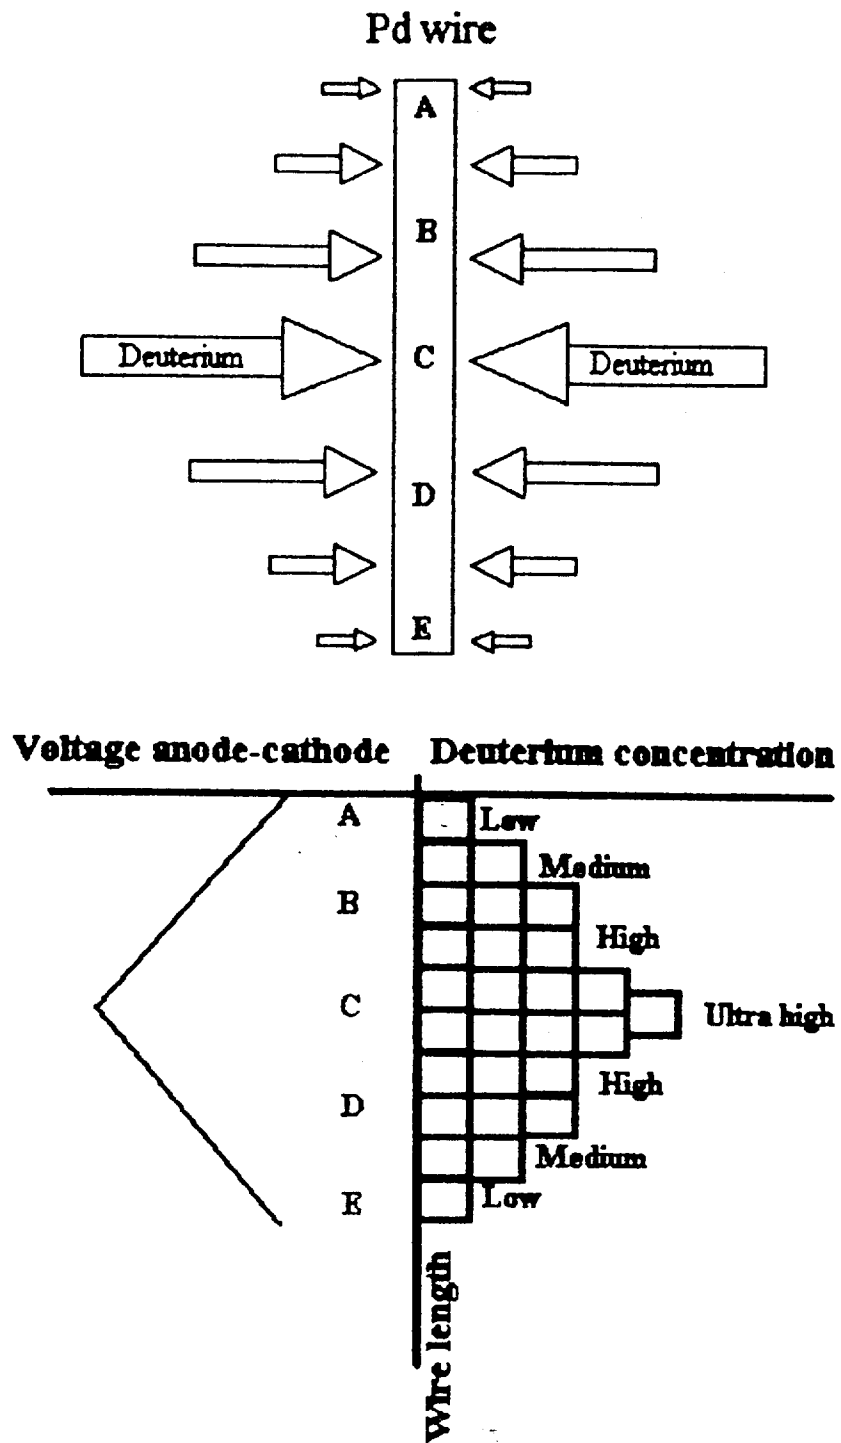 Pd wire
A
B
Deuterium C Deuterium
D
E
Voltage anode-cathode Deuterium concentration
A Low
Medium
B
High
C Ultra high
High
D
Medium
E Low
Wire length